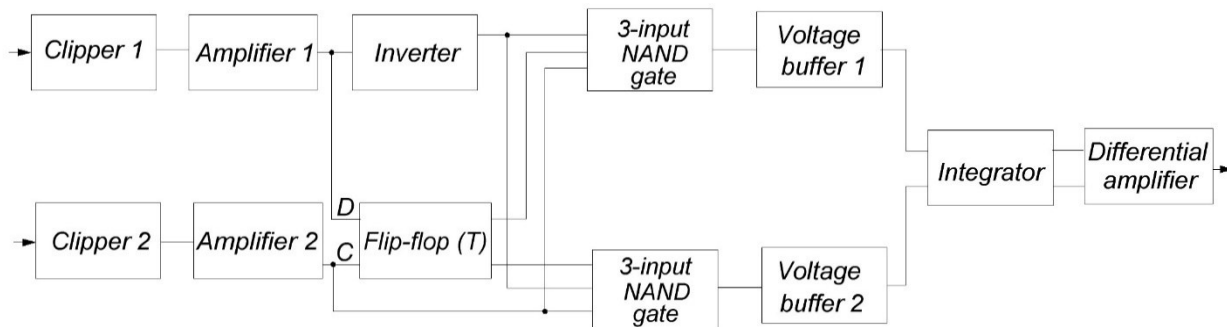 Clipper 1
Amplifier 1
Inverter
3-input
NAND
gate
Voltage
buffer 1
Integrator
Differential
amplifier
D
C
Clipper 2
Amplifier 2
Flip-flop (T)
3-input
NAND
gate
Voltage
buffer 2